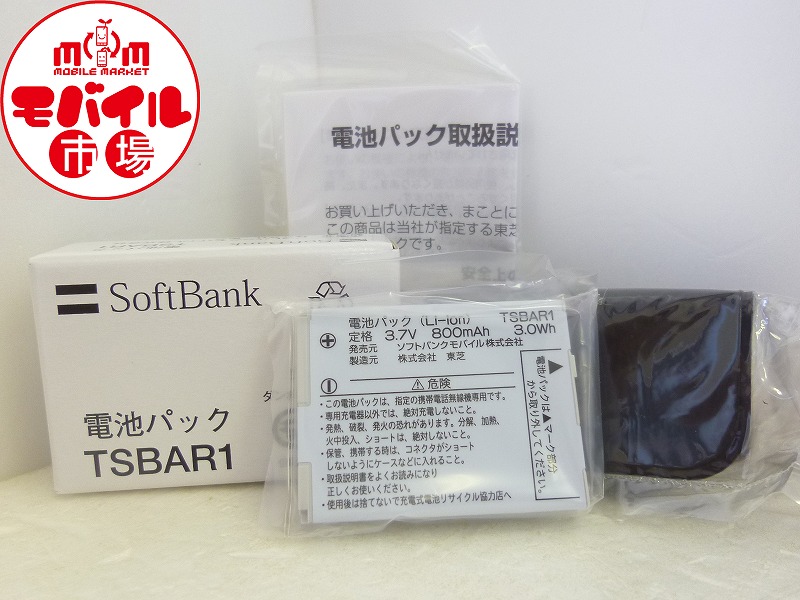 mom
MOBILE MARKET
モバイル
市場
電池パック取扱説
お買い上げいただき、まことに
この商品は当社が指定する東芝
SoftBank
電池パック
TSBAR1
電池パック (Li-ion) TSBAR1
定格 3.7V 800mAh 3.0Wh
発売元 ソフトバンクモバイル株式会社
製造元 株式会社 東芝
⚠危険
・この電池パックは、指定の携帯電話無線機専用です。
・専用充電器以外では、絶対充電しないこと。
・発熱、破裂、発火の恐れがあります。分解、加熱、
火中投入、ショートは、絶対しないこと。
・保管、携帯する時は、コネクタがショート
しないようにケースなどに入れること。
・取扱説明書をよくお読みになり
正しくお使いください。
・使用後は捨てないで充電式電池リサイクル協力店へ
電池パックは▲マーク部分
から取り外してください。